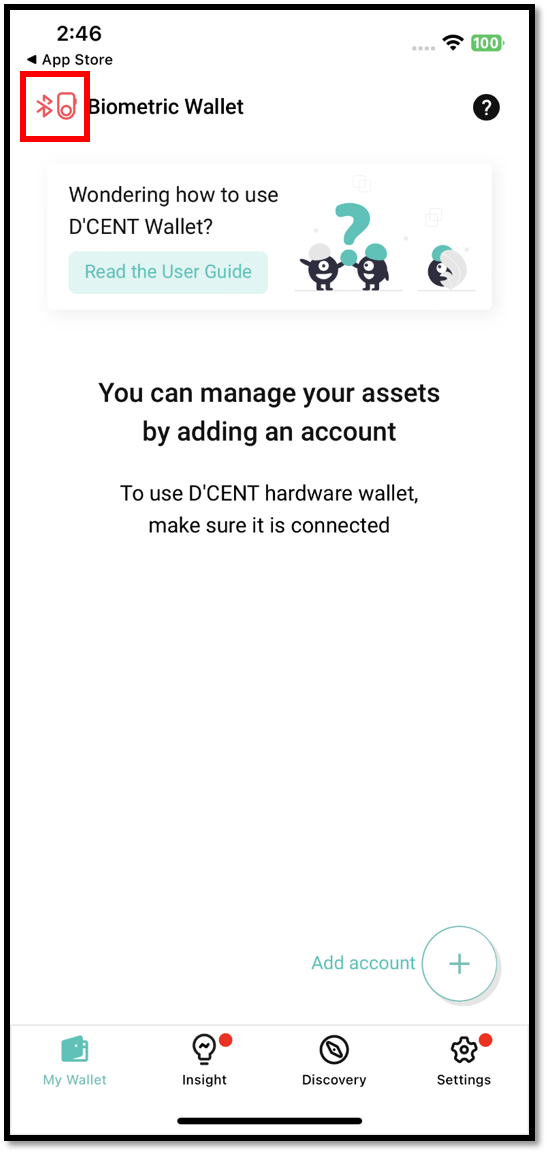 2:46
100
◀ App Store
Biometric Wallet
?
Wondering how to use
D'CENT Wallet?
Read the User Guide
?
You can manage your assets
by adding an account
To use D'CENT hardware wallet,
make sure it is connected
Add account +
My Wallet
Insight
Discovery
Settings